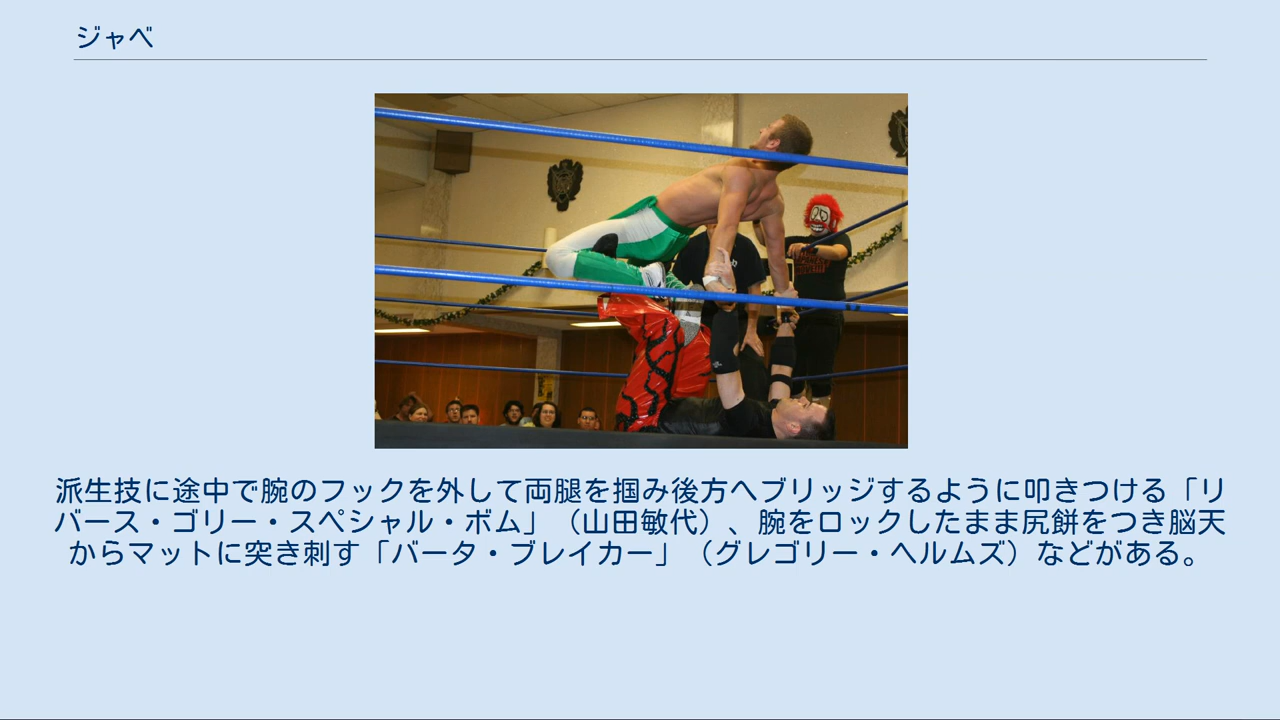 ジャベ
派生技に途中で腕のフックを外して両腿を掴み後方へブリッジするように叩きつける「リ
バース・ゴリー・スペシャル・ボム」（山田敏代）、腕をロックしたまま尻餅をつき脳天
からマットに突き刺す「バータ・ブレイカー」（グレゴリー・ヘルムズ）などがある。